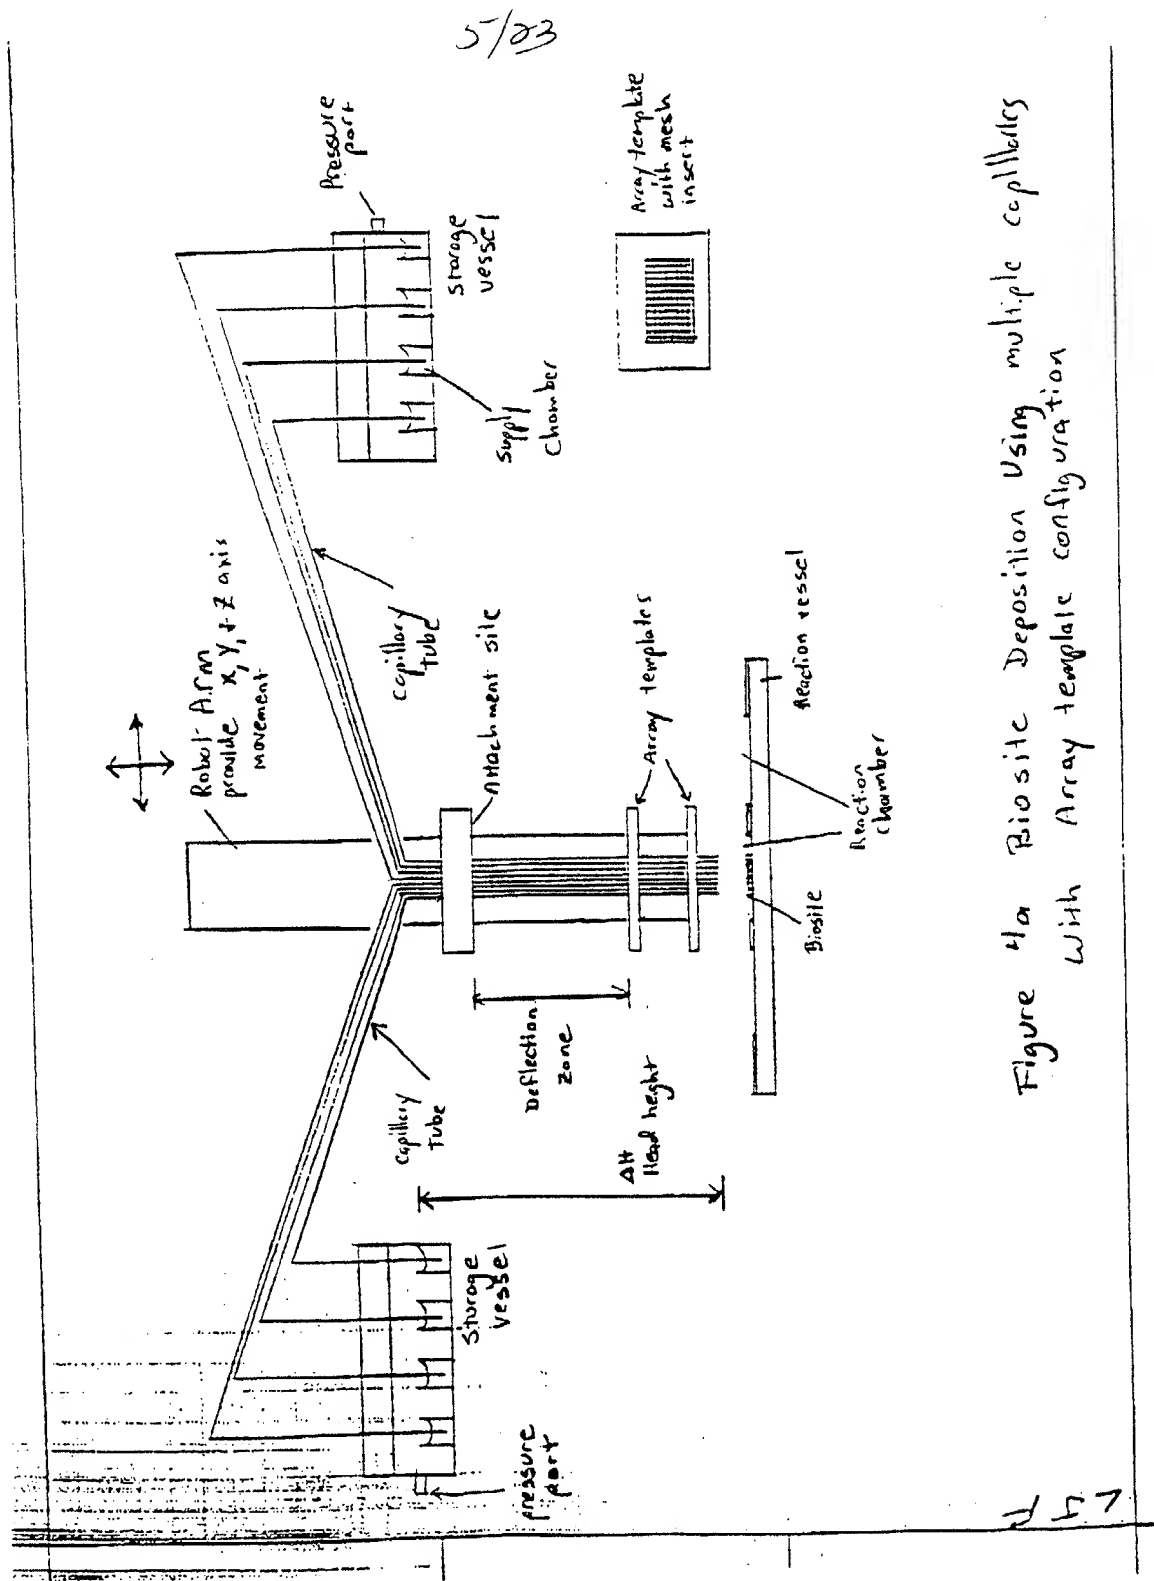 5/23
Robot Arm
provide x, y, + z axis
movement
Pressure
port
Storage
vessel
Supply
Chamber
Capillary
Tube
Attachment site
Capillary
Tube
pressure
port
Storage
vessel
Deflection
zone
ΔH
Head height
Array templates
Array template
with mesh
insert
Biosite
Reaction
chamber
Reaction vessel
Figure 4a Biosite Deposition Using multiple capillaries
with Array template configuration